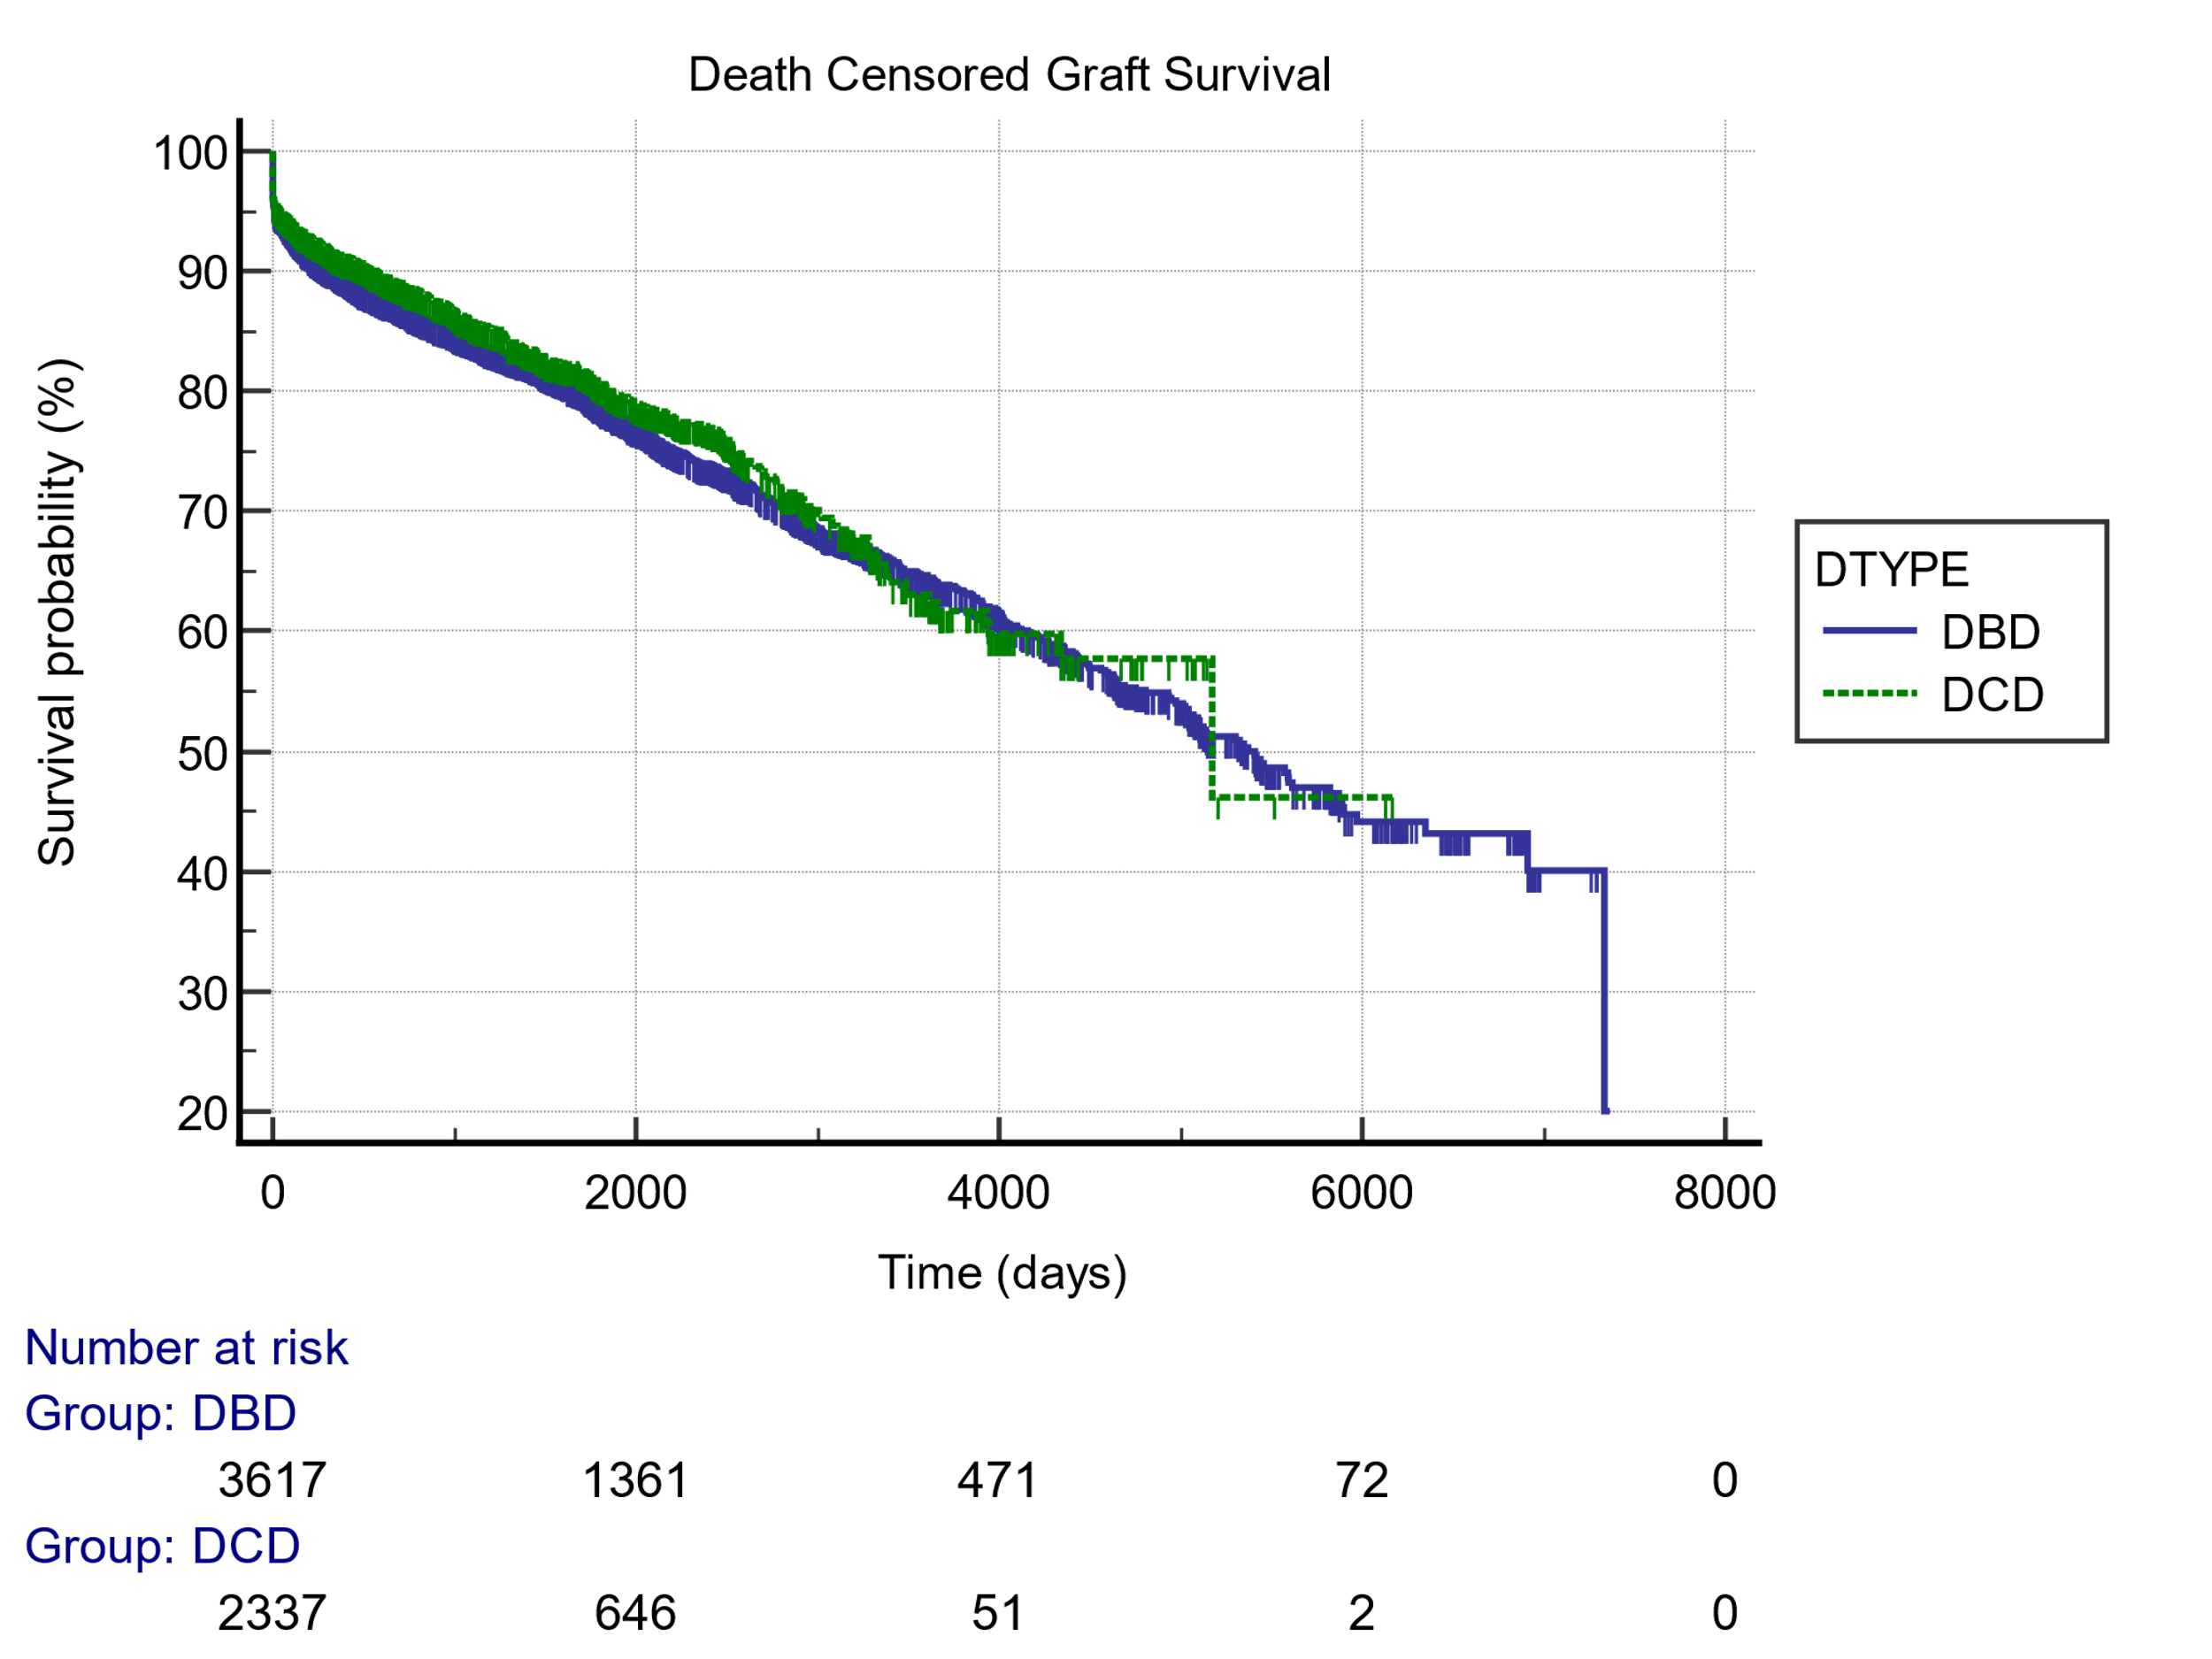 Death Censored Graft Survival
Survival probability (%)
100
90
80
70
60
50
40
30
20
0 2000 4000 6000 8000
Time (days)
DTYPE
DBD
DCD
Number at risk
Group: DBD
3617 1361 471 72 0
Group: DCD
2337 646 51 2 0